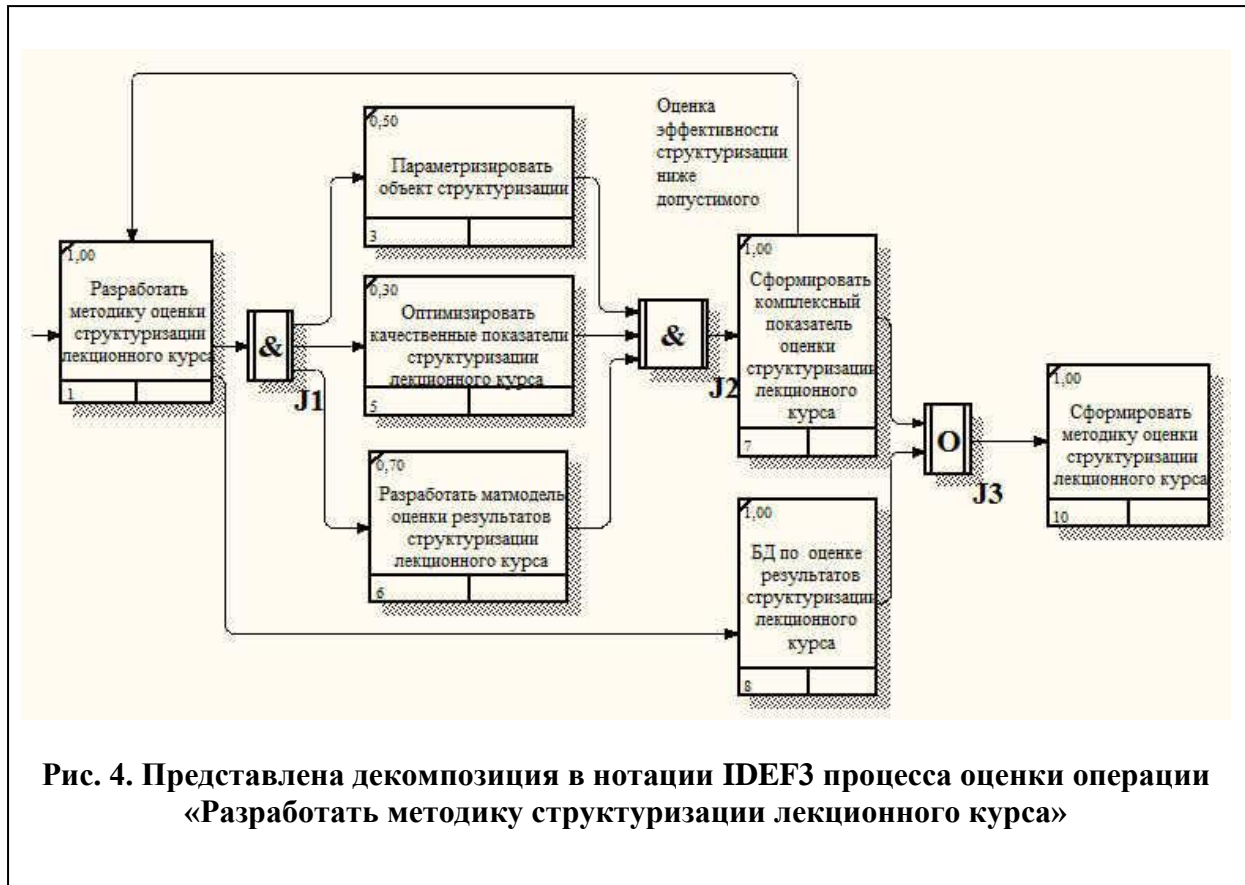 1,00
Разработать
методику оценки
структуризации
лекционного курса
1
&
J1
0,50
Параметризировать
объект структуризации
3
0,30
Оптимизировать
качественные показатели
структуризации
лекционного курса
5
0,70
Разработать матмодель
оценки результатов
структуризации
лекционного курса
6
&
J2
Оценка
эффективности
структуризации
ниже
допустимого
1,00
Сформировать
комплексный
показатель
оценки
структуризации
лекционного
курса
7
1,00
БД по оценке
результатов
структуризации
лекционного
курса
8
O
J3
1,00
Сформировать
методику оценки
структуризации
лекционного курса
10
Рис. 4. Представлена декомпозиция в нотации IDEF3 процесса оценки операции
«Разработать методику структуризации лекционного курса»